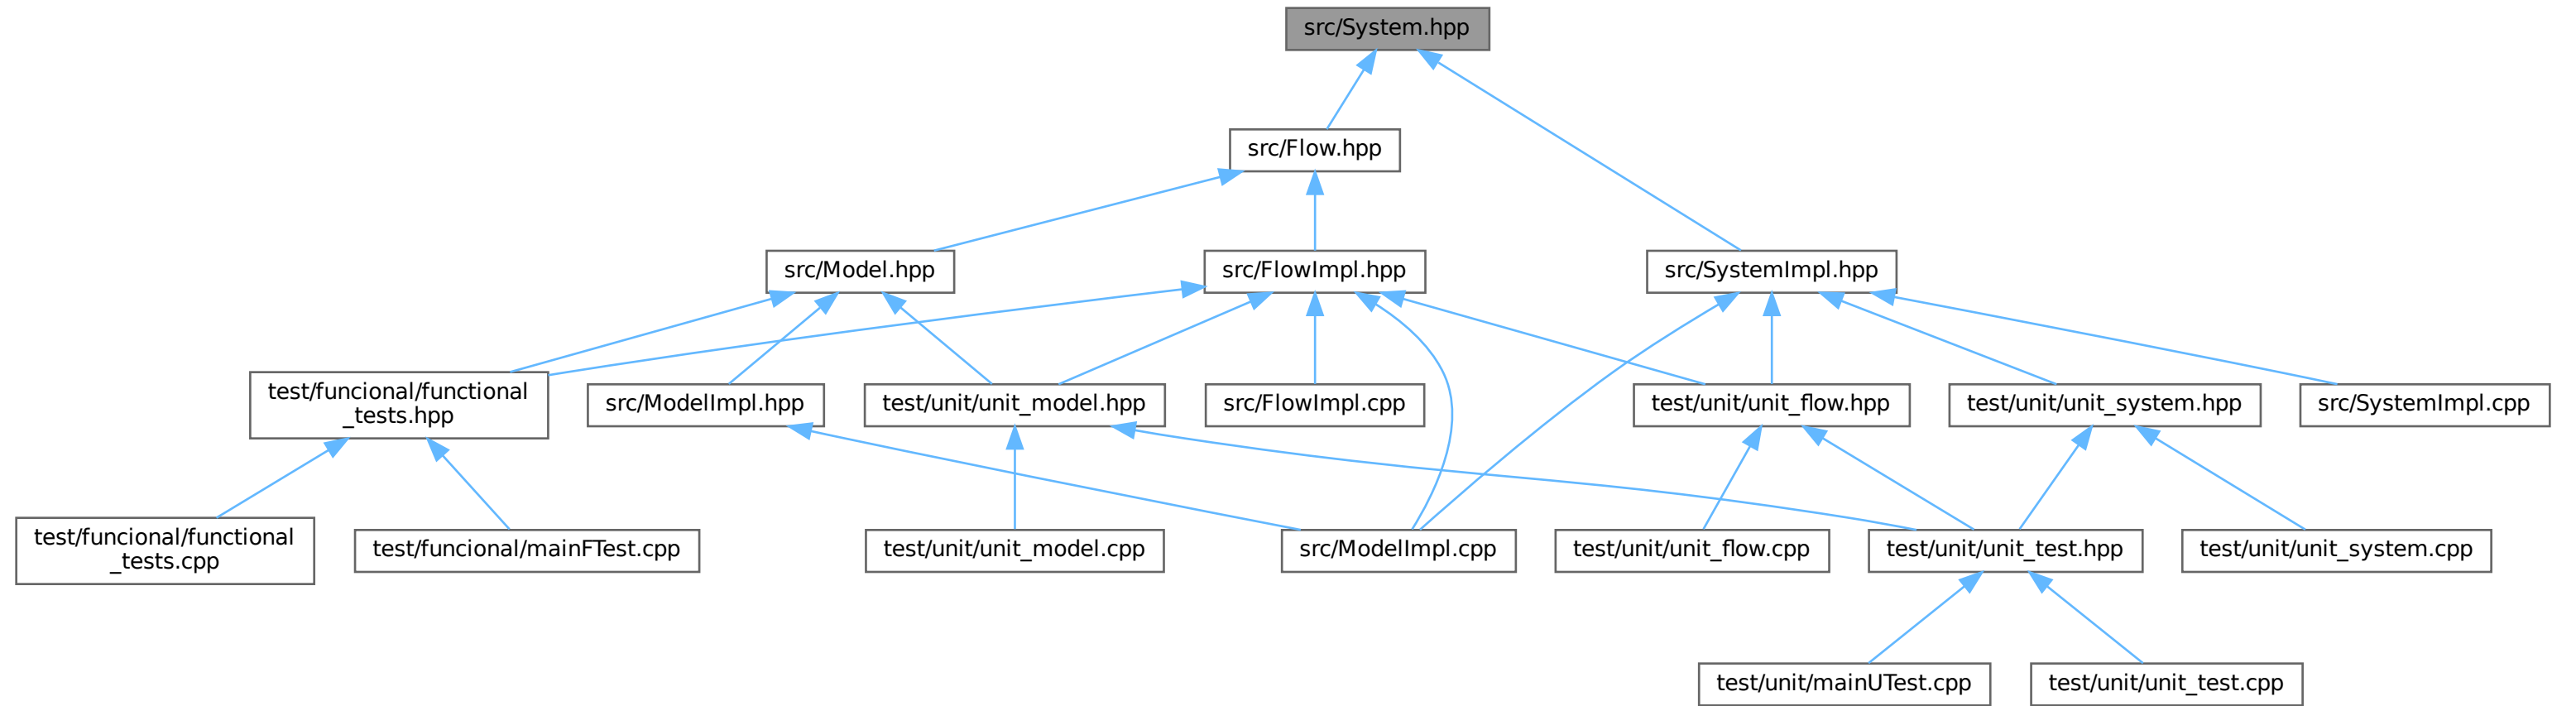 src/System.hpp
src/Flow.hpp
src/Model.hpp
src/FlowImpl.hpp
src/SystemImpl.hpp
test/funcional/functional
_tests.hpp
src/ModelImpl.hpp
test/unit/unit_model.hpp
src/FlowImpl.cpp
test/unit/unit_flow.hpp
test/unit/unit_system.hpp
src/SystemImpl.cpp
test/funcional/functional
_tests.cpp
test/funcional/mainFTest.cpp
test/unit/unit_model.cpp
src/ModelImpl.cpp
test/unit/unit_flow.cpp
test/unit/unit_test.hpp
test/unit/unit_system.cpp
test/unit/mainUTest.cpp
test/unit/unit_test.cpp